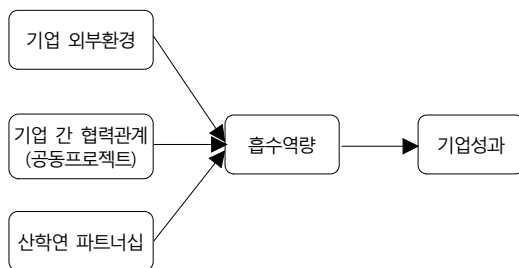 기업 외부환경
기업 간 협력관계
(공동프로젝트)
흡수역량
기업성과
산학연 파트너십